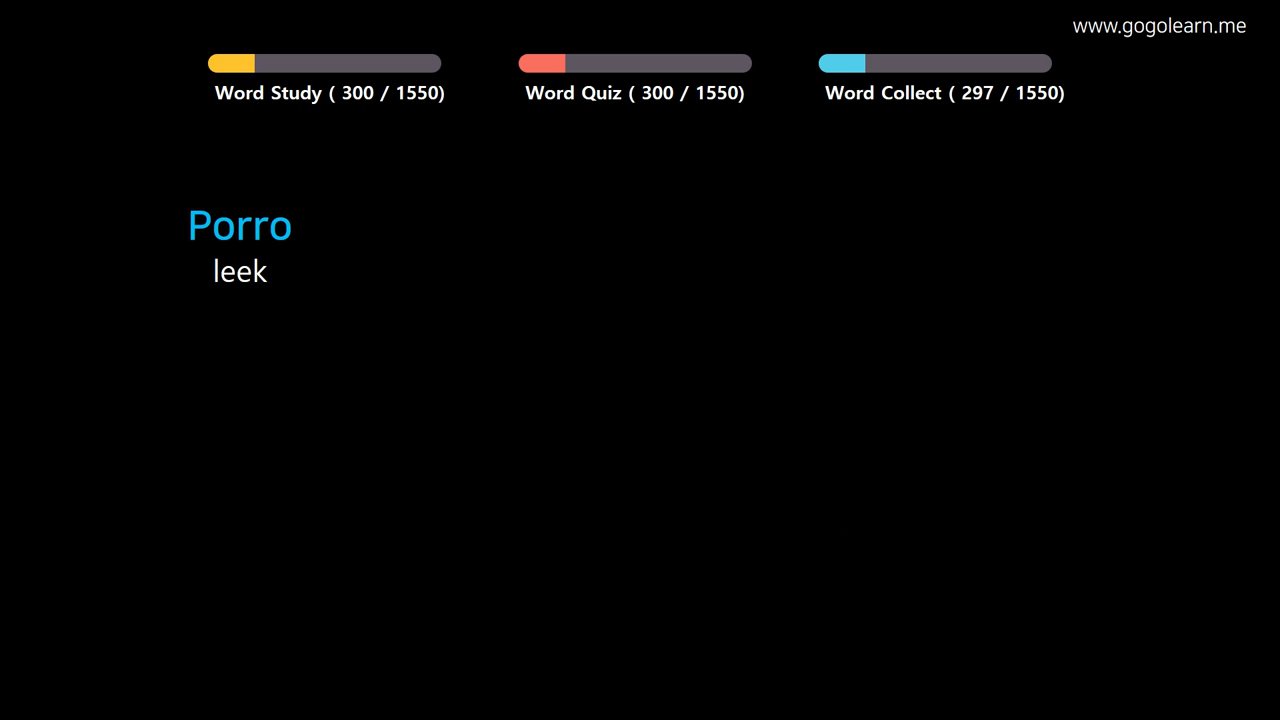 www.gogolearn.me
Word Study ( 300 / 1550)
Word Quiz ( 300 / 1550)
Word Collect ( 297 / 1550)
Porro
leek